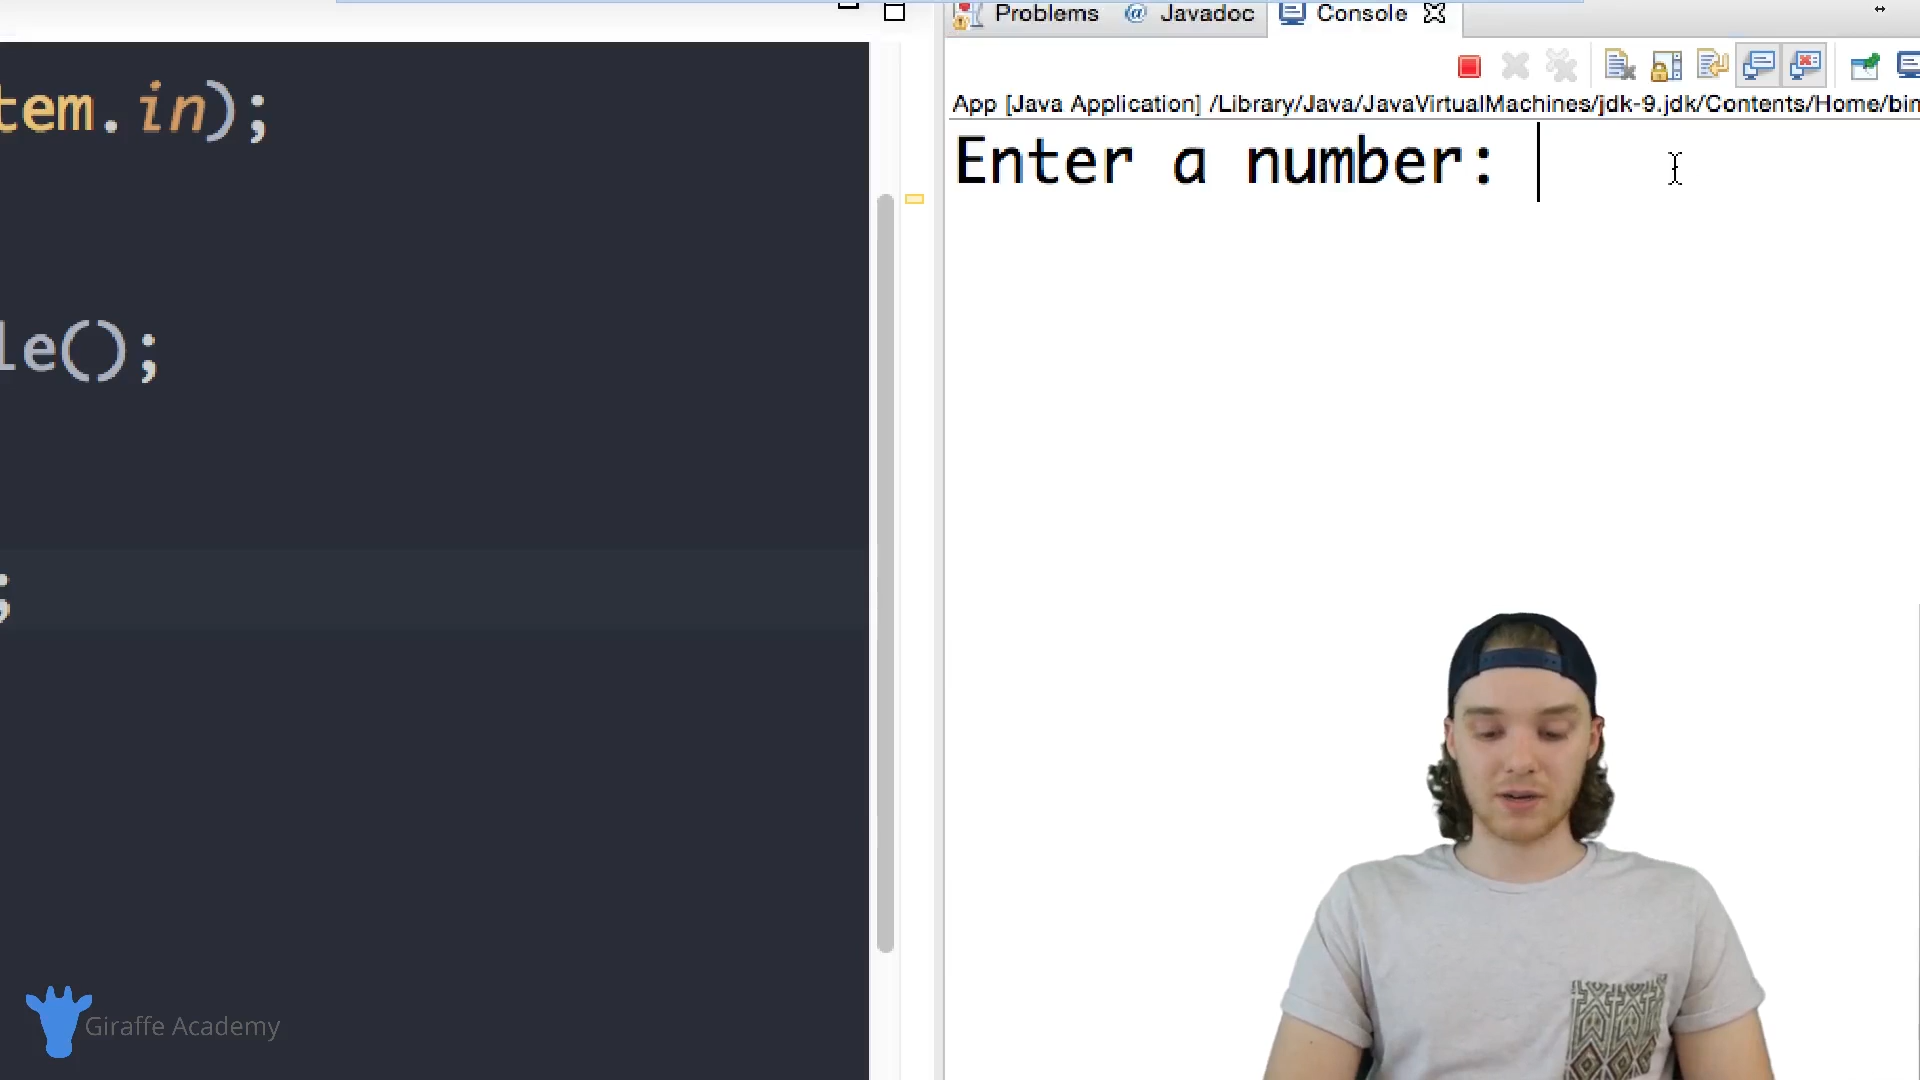 Problems @ Javadoc Console
App [Java Application] /Library/Java/JavaVirtualMachines/jdk-9.jdk/Contents/Home/bin
Enter a number:
tem.in);
le();
;
Giraffe Academy